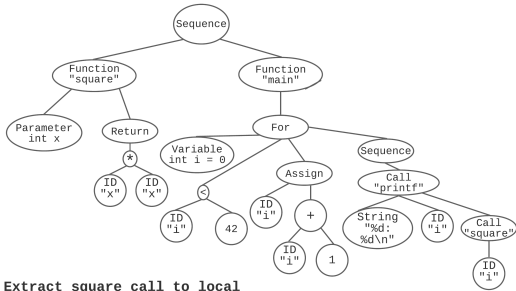 Sequence
Function
"square"
Function
"main"
Parameter
int x
Return
For
*
Variable
int i = 0
Sequence
ID
"x"
ID
"x"
<
Assign
Call
"printf"
ID
"i"
42
ID
"i"
+
String
"%d:
%d\n"
ID
"i"
Call
"square"
ID
"i"
1
ID
"i"
Extract square call to local